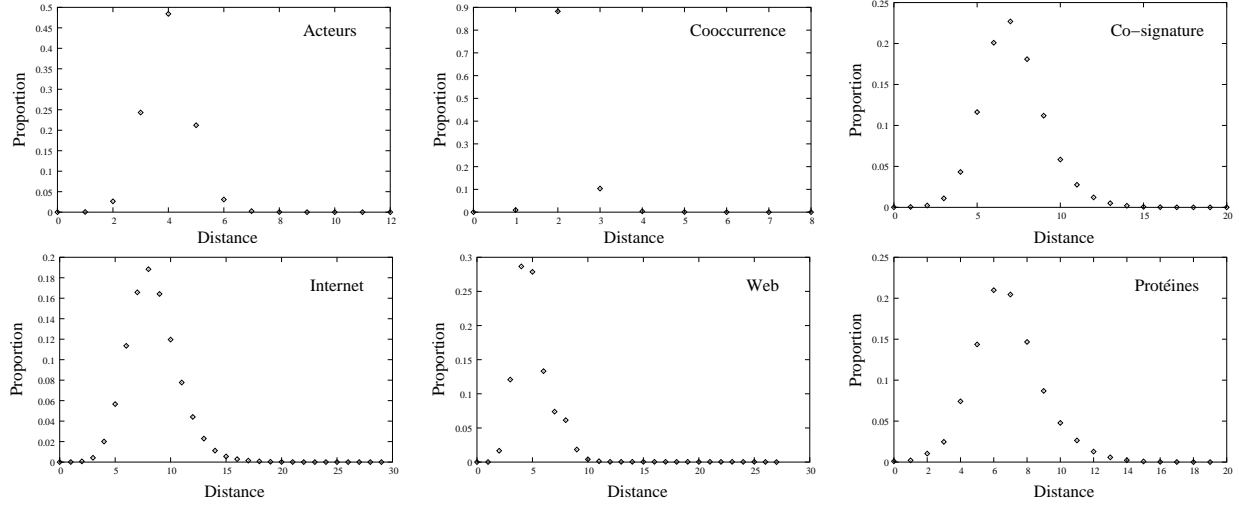 Acteurs
Proportion
0.5
0.45
0.4
0.35
0.3
0.25
0.2
0.15
0.1
0.05
0
0 2 4 6 8 10 12
Distance
Cooccurrence
Proportion
0.9
0.8
0.7
0.6
0.5
0.4
0.3
0.2
0.1
0
0 1 2 3 4 5 6 7 8
Distance
Co−signature
Proportion
0.25
0.2
0.15
0.1
0.05
0
0 5 10 15 20
Distance
Internet
Proportion
0.2
0.18
0.16
0.14
0.12
0.1
0.08
0.06
0.04
0.02
0
0 5 10 15 20 25 30
Distance
Web
Proportion
0.3
0.25
0.2
0.15
0.1
0.05
0
0 5 10 15 20 25 30
Distance
Protéines
Proportion
0.25
0.2
0.15
0.1
0.05
0
0 2 4 6 8 10 12 14 16 18 20
Distance